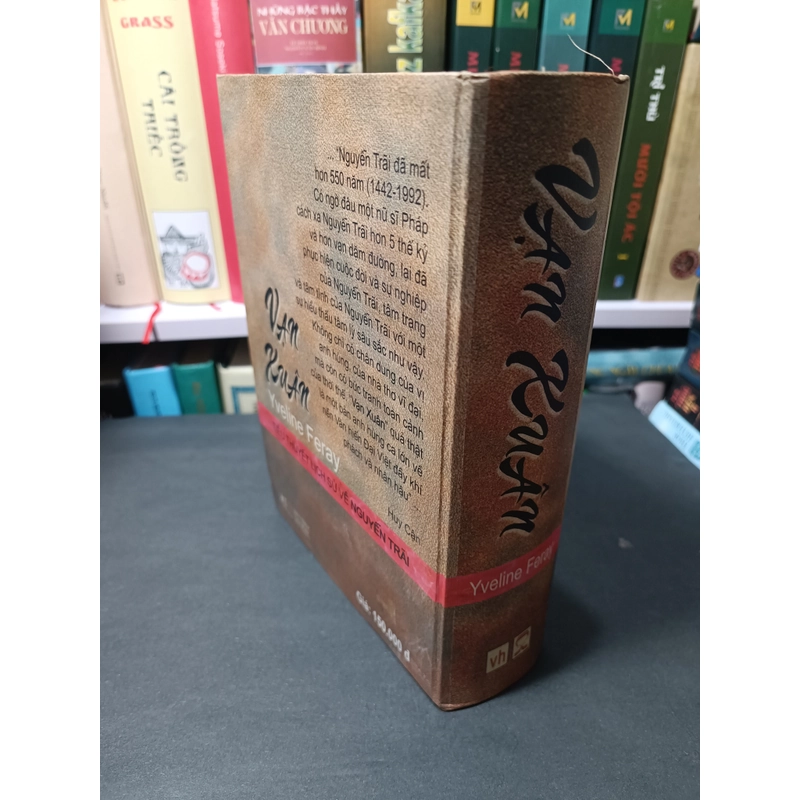 GRASS
CÁI TRỐNG
THIẾC
NHỮNG BẬC THẦY
VĂN CHƯƠNG
z kafka
M
M
M
M
TỰ THÚ
MƯỜI TỘI ÁC
... "Nguyễn Trãi đã mất
hơn 550 năm (1442-1992).
Có ngờ đâu một nữ sĩ Pháp
cách xa Nguyễn Trãi hơn 5 thế kỷ
và hơn vạn dặm đường, lại đã
phục hiện cuộc đời và sự nghiệp
của Nguyễn Trãi, tâm trạng
và tâm tình của Nguyễn Trãi với một
sự hiểu thấu tâm lý sâu sắc như vậy.
Không chỉ có chân dung của vị
anh hùng, của nhà thơ vĩ đại,
mà còn có bức tranh toàn cảnh
của thời thế. "Vạn Xuân" quả thật
là một bản anh hùng ca lớn về
nền văn hiến Đại Việt đầy khí
phách và nhân hậu"
Huy Cận
VẠN
XUÂN
Yveline Feray
LỊCH SỬ VỀ NGUYỄN TRÃI
Giá: 150.000 đ
VẠN XUÂN
Yveline Feray
vh